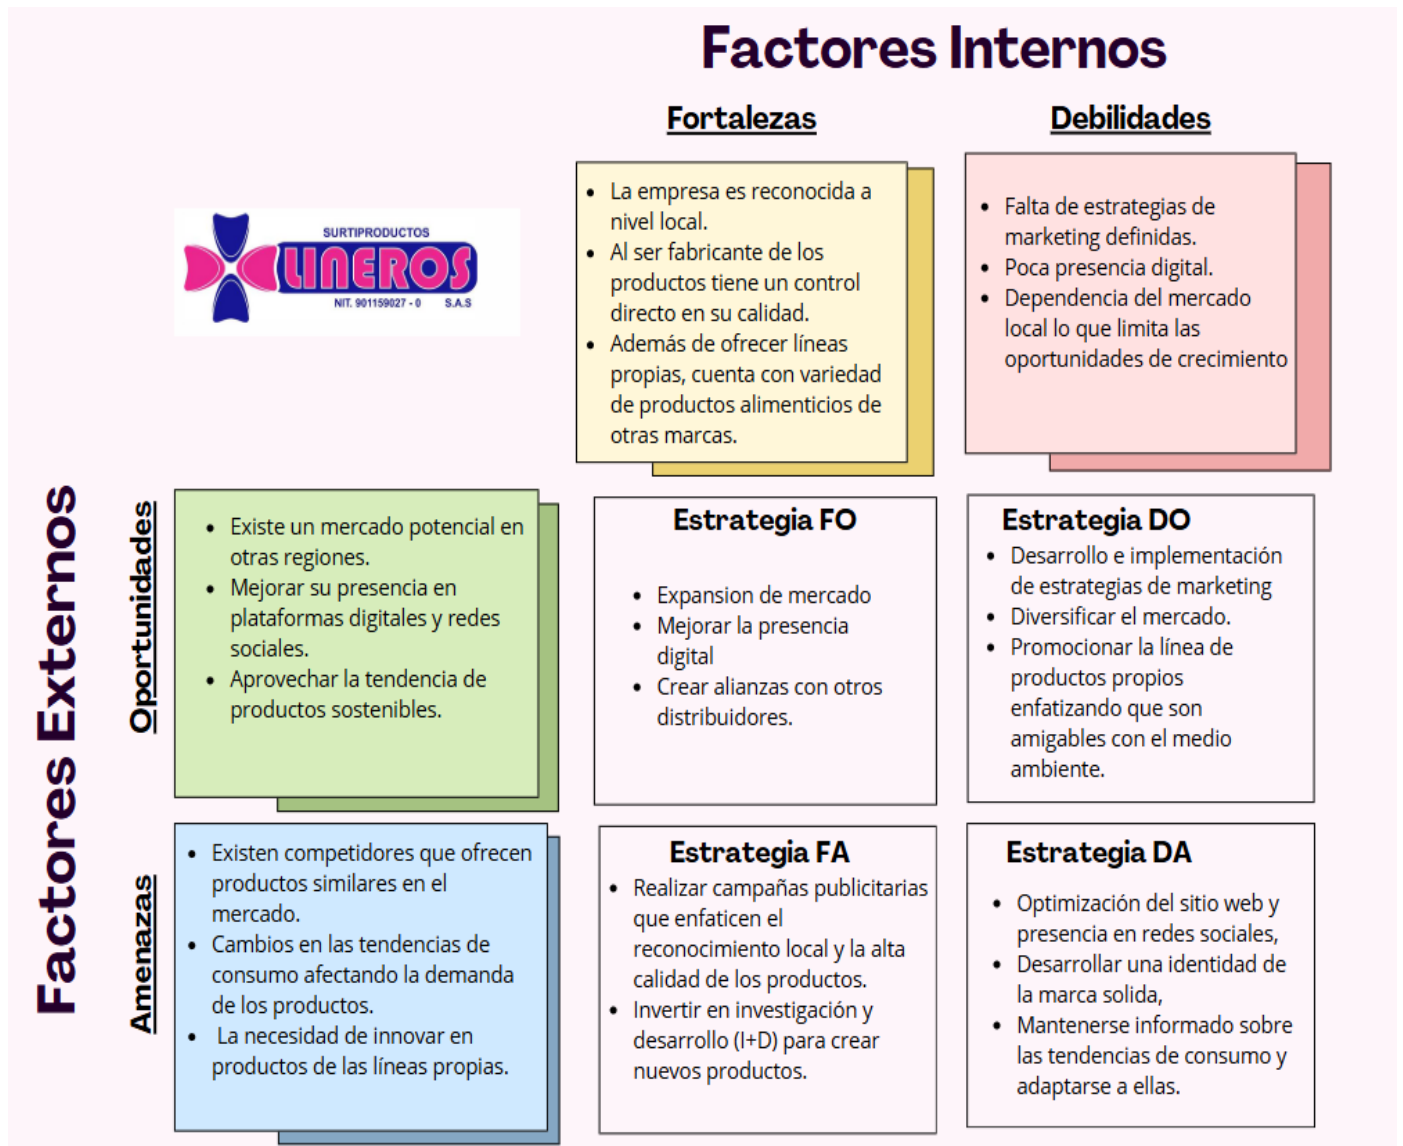 Factores Internos
Fortalezas
Debilidades
SURTIPRODUCTOS
LINEROS
NIT. 901159027 - 0 S.A.S
• La empresa es reconocida a
nivel local.
• Al ser fabricante de los
productos tiene un control
directo en su calidad.
• Además de ofrecer líneas
propias, cuenta con variedad
de productos alimenticios de
otras marcas.
• Falta de estrategias de
marketing definidas.
• Poca presencia digital.
• Dependencia del mercado
local lo que limita las
oportunidades de crecimiento
Factores Externos
Oportunidades
• Existe un mercado potencial en
otras regiones.
• Mejorar su presencia en
plataformas digitales y redes
sociales.
• Aprovechar la tendencia de
productos sostenibles.
Estrategia FO
• Expansion de mercado
• Mejorar la presencia
digital
• Crear alianzas con otros
distribuidores.
Estrategia DO
• Desarrollo e implementación
de estrategias de marketing
• Diversificar el mercado.
• Promocionar la línea de
productos propios
enfatizando que son
amigables con el medio
ambiente.
Amenazas
• Existen competidores que ofrecen
productos similares en el
mercado.
• Cambios en las tendencias de
consumo afectando la demanda
de los productos.
• La necesidad de innovar en
productos de las líneas propias.
Estrategia FA
• Realizar campañas publicitarias
que enfaticen el
reconocimiento local y la alta
calidad de los productos.
• Invertir en investigación y
desarrollo (I+D) para crear
nuevos productos.
Estrategia DA
• Optimización del sitio web y
presencia en redes sociales,
• Desarrollar una identidad de
la marca solida,
• Mantenerse informado sobre
las tendencias de consumo y
adaptarse a ellas.